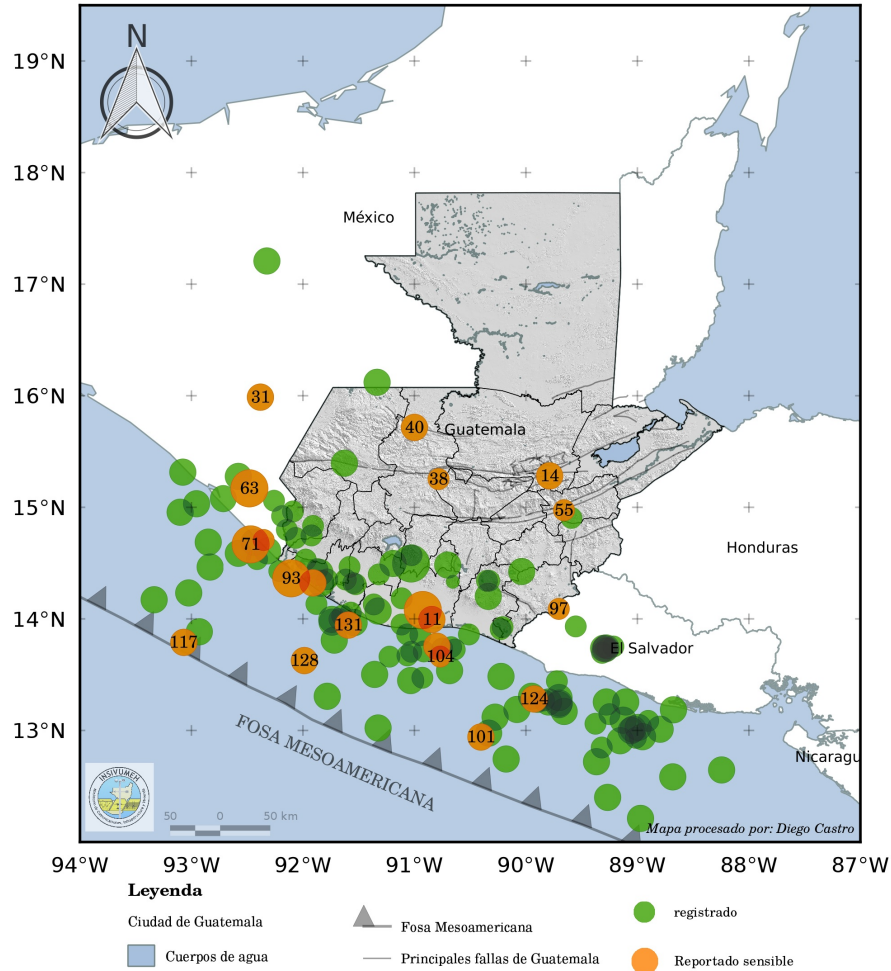 N
19°N
18°N
México
17°N
16°N
31
40
Guatemala
38
14
63
15°N
55
71
Honduras
93
14°N
97
11
131
117
El Salvador
104
128
124
13°N
101
FOSA MESOAMERICANA
Nicaragu
INSIVUMEH
50 0 50 km
Mapa procesado por: Diego Castro
94°W 93°W 92°W 91°W 90°W 89°W 88°W 87°W
Leyenda
Ciudad de Guatemala
Fosa Mesoamericana
registrado
Cuerpos de agua
Principales fallas de Guatemala
Reportado sensible